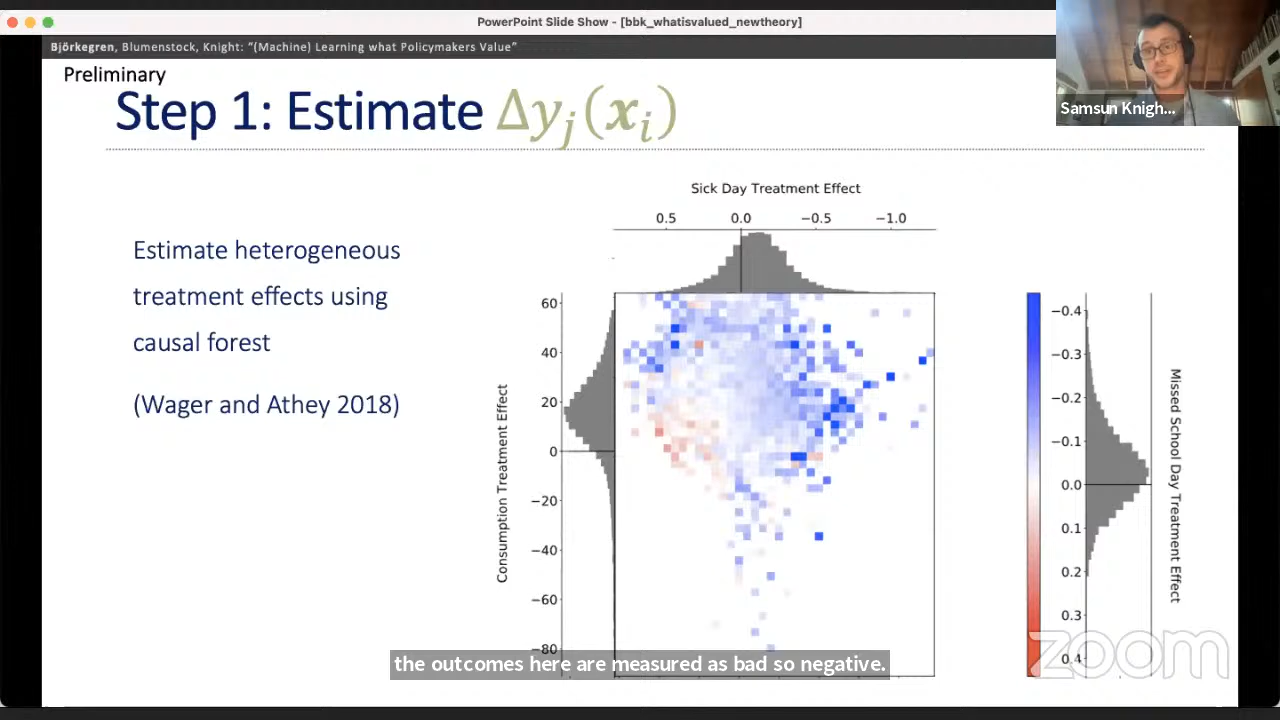 PowerPoint Slide Show - [bbk_whatisvalued_newtheory]
Björkegren, Blumenstock, Knight: "(Machine) Learning what Policymakers Value"
Preliminary
Step 1: Estimate Δy_j(x_i)
Samsun Knigh...
Estimate heterogeneous
treatment effects using
causal forest
(Wager and Athey 2018)
Sick Day Treatment Effect
0.5 0.0 −0.5 −1.0
Consumption Treatment Effect
60
40
20
0
−20
−40
−60
−80
−0.4
−0.3
−0.2
−0.1
0.0
0.1
0.2
0.3
0.4
Missed School Day Treatment Effect
the outcomes here are measured as bad so negative.
zoom